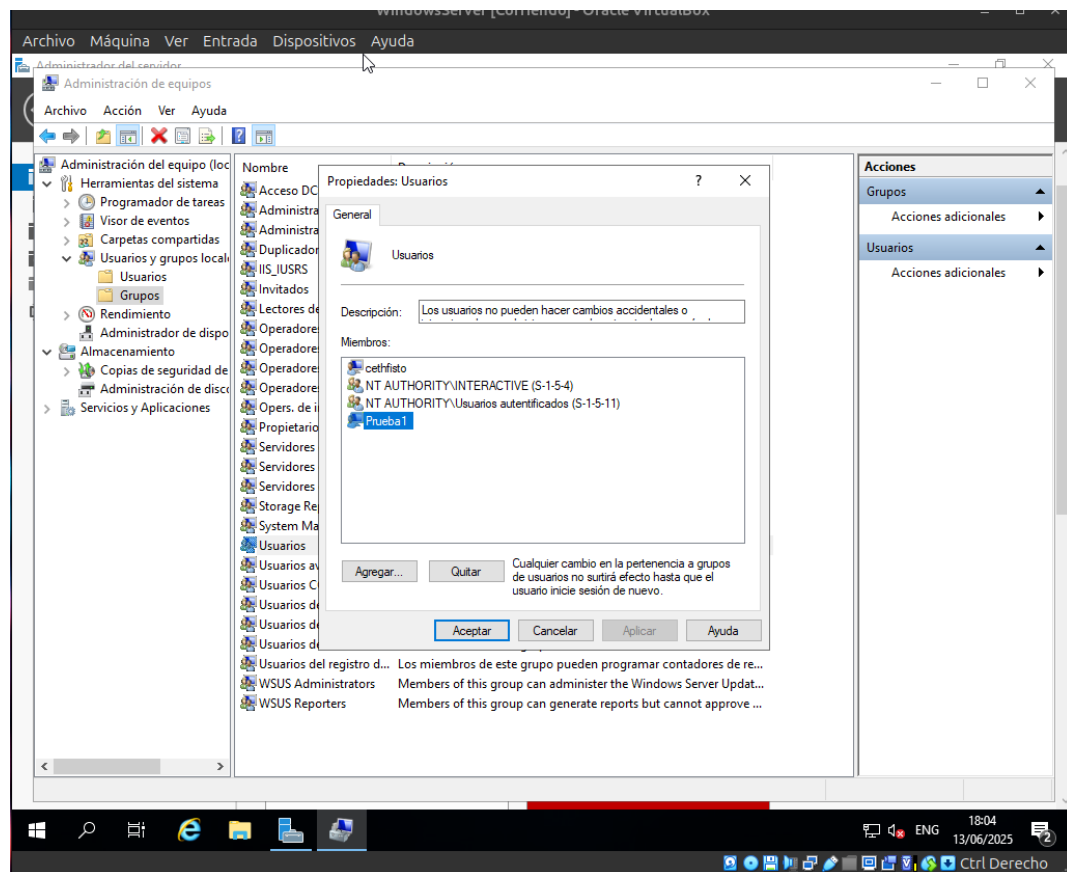 WindowsServer [Corriendo] - Oracle VirtualBox
Archivo Máquina Ver Entrada Dispositivos Ayuda
Administrador del servidor
Administración de equipos
Archivo Acción Ver Ayuda
Administración del equipo (loc
Herramientas del sistema
Programador de tareas
Visor de eventos
Carpetas compartidas
Usuarios y grupos local
Usuarios
Grupos
Rendimiento
Administrador de dispo
Almacenamiento
Copias de seguridad de
Administración de disco
Servicios y Aplicaciones
Nombre
Acceso DC
Administra
Administra
Duplicador
IIS_IUSRS
Invitados
Lectores de
Operadore
Operadore
Operadore
Operadore
Opers. de i
Propietario
Servidores
Servidores
Servidores
Storage Re
System Ma
Usuarios
Usuarios av
Usuarios C
Usuarios de
Usuarios de
Usuarios de
Usuarios del registro d... Los miembros de este grupo pueden programar contadores de re...
WSUS Administrators Members of this group can administer the Windows Server Updat...
WSUS Reporters Members of this group can generate reports but cannot approve ...
Propiedades: Usuarios ?
General
Usuarios
Descripción: Los usuarios no pueden hacer cambios accidentales o
Miembros:
cethfisto
NT AUTHORITY\INTERACTIVE (S-1-5-4)
NT AUTHORITY\Usuarios autentificados (S-1-5-11)
Prueba1
Agregar... Quitar
Cualquier cambio en la pertenencia a grupos
de usuarios no surtirá efecto hasta que el
usuario inicie sesión de nuevo.
Aceptar Cancelar Aplicar Ayuda
Acciones
Grupos
Acciones adicionales
Usuarios
Acciones adicionales
ENG
18:04
13/06/2025
2
Ctrl Derecho